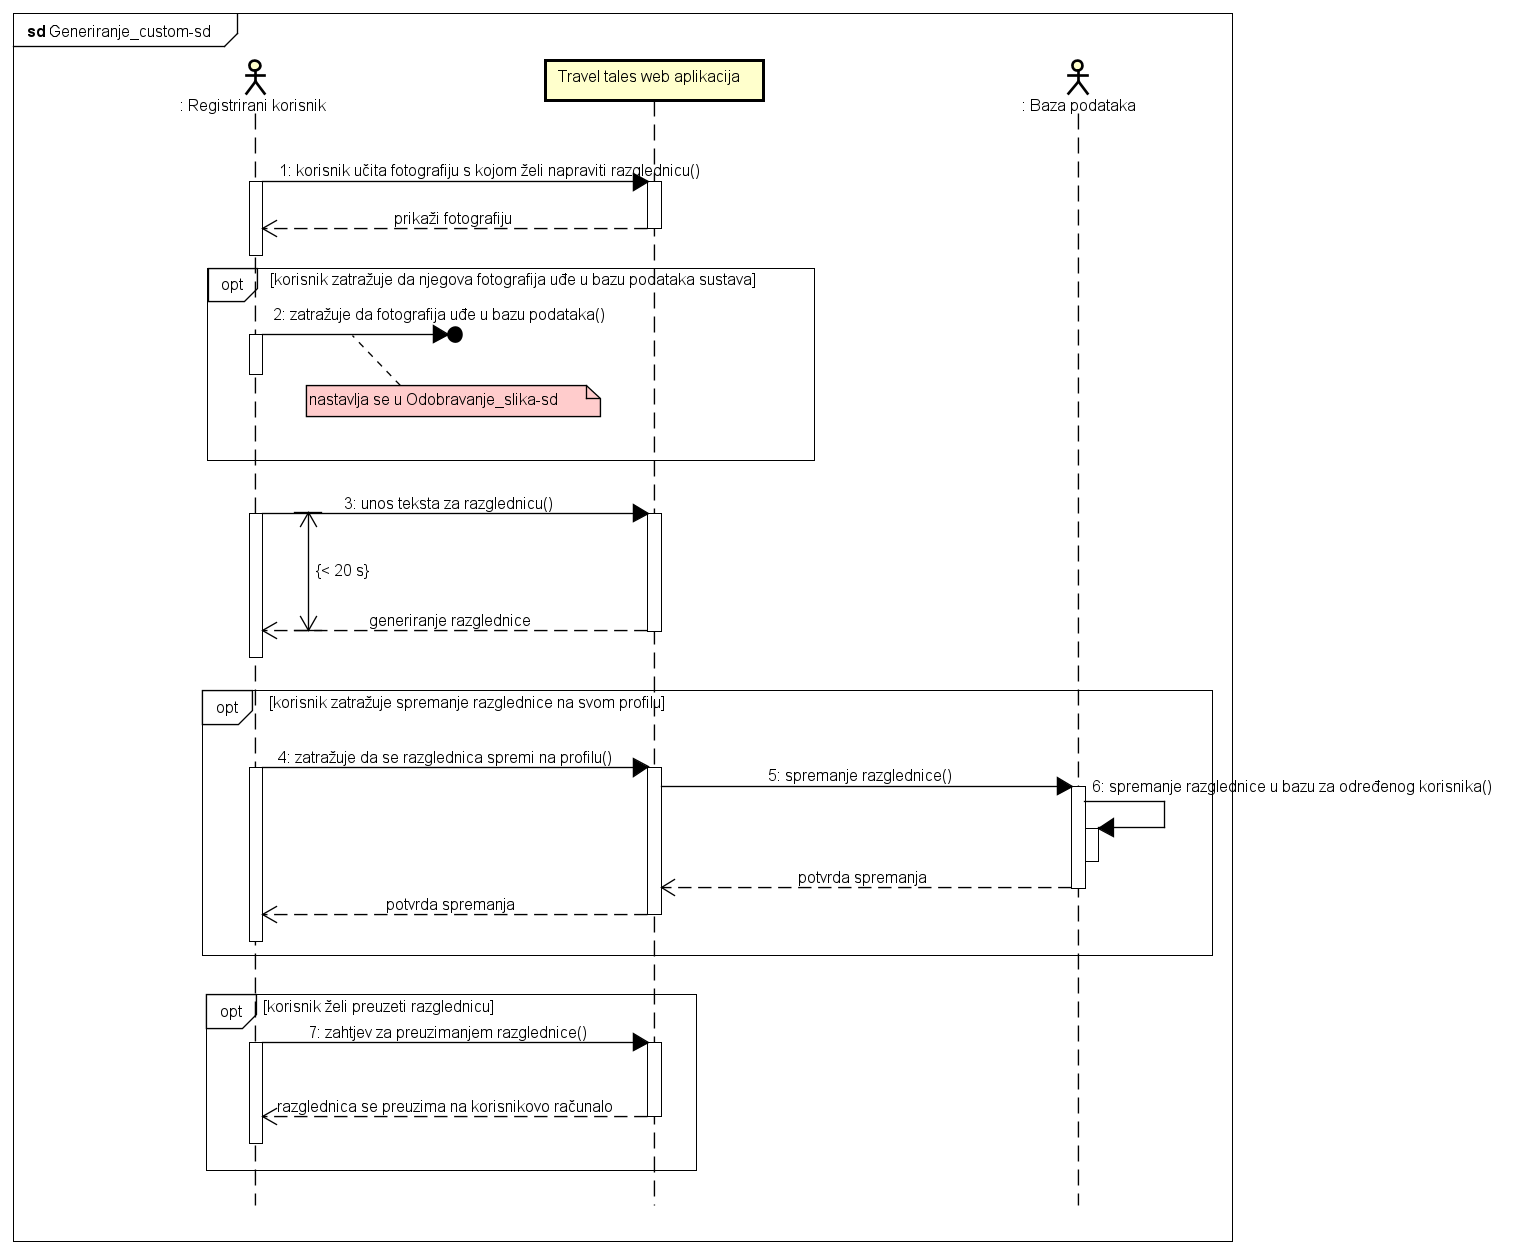 sd Generiranje_custom-sd
: Registrirani korisnik
Travel tales web aplikacija
: Baza podataka
1: korisnik učita fotografiju s kojom želi napraviti razglednicu()
prikaži fotografiju
opt
[korisnik zatražuje da njegova fotografija uđe u bazu podataka sustava]
2: zatražuje da fotografija uđe u bazu podataka()
nastavlja se u Odobravanje_slika-sd
3: unos teksta za razglednicu()
{< 20 s}
generiranje razglednice
opt
[korisnik zatražuje spremanje razglednice na svom profilu]
4: zatražuje da se razglednica spremi na profilu()
5: spremanje razglednice()
6: spremanje razglednice u bazu za određenog korisnika()
potvrda spremanja
potvrda spremanja
opt
[korisnik želi preuzeti razglednicu]
7: zahtjev za preuzimanjem razglednice()
razglednica se preuzima na korisnikovo računalo